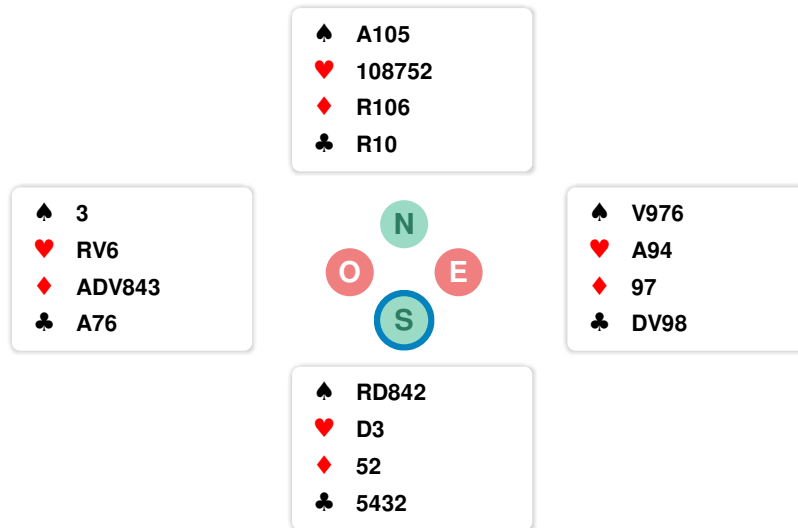 ♠ A105
♥ 108752
♦ R106
♣ R10
♠ 3
♥ RV6
♦ ADV843
♣ A76
N
O E
S
♠ V976
♥ A94
♦ 97
♣ DV98
♠ RD842
♥ D3
♦ 52
♣ 5432